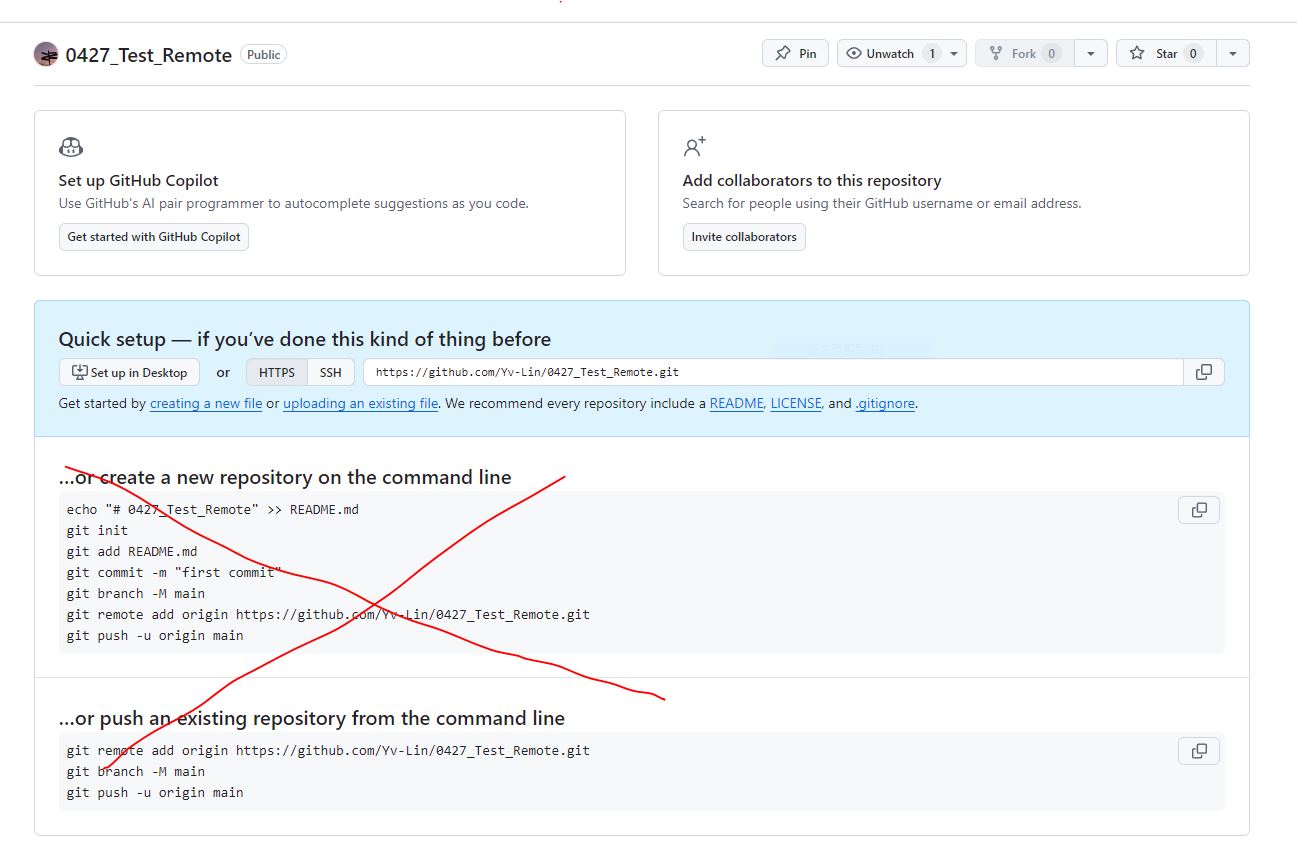 0427_Test_Remote Public
Pin Unwatch 1 Fork 0 Star 0
Set up GitHub Copilot
Use GitHub's AI pair programmer to autocomplete suggestions as you code.
Get started with GitHub Copilot
Add collaborators to this repository
Search for people using their GitHub username or email address.
Invite collaborators
Quick setup — if you’ve done this kind of thing before
Set up in Desktop or HTTPS SSH https://github.com/Yv-Lin/0427_Test_Remote.git
Get started by creating a new file or uploading an existing file. We recommend every repository include a README, LICENSE, and .gitignore.
…or create a new repository on the command line
echo "# 0427_Test_Remote" >> README.md
git init
git add README.md
git commit -m "first commit"
git branch -M main
git remote add origin https://github.com/Yv-Lin/0427_Test_Remote.git
git push -u origin main
…or push an existing repository from the command line
git remote add origin https://github.com/Yv-Lin/0427_Test_Remote.git
git branch -M main
git push -u origin main